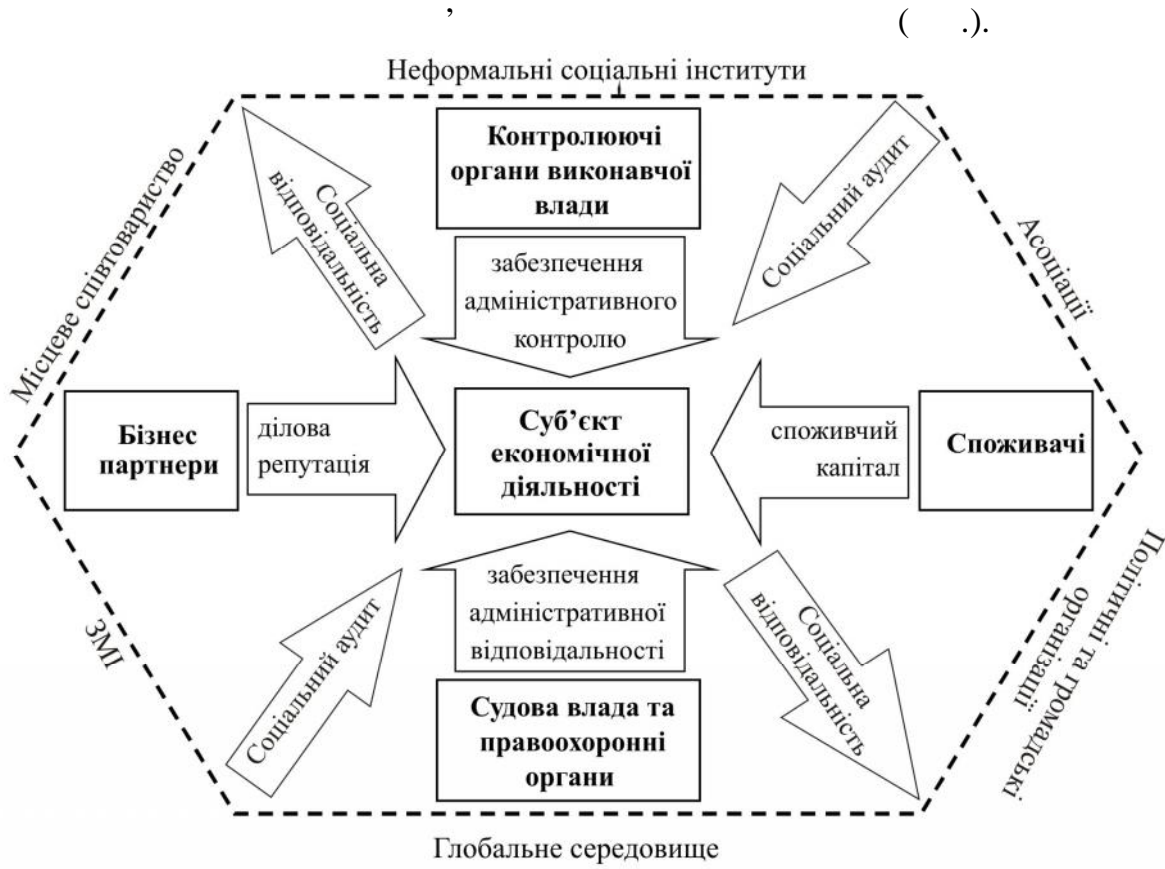 ,
( .).
Неформальні соціальні інститути
Контролюючі
органи виконавчої
влади
Соціальна
відповідальність
Соціальний аудит
Місцеве співтовариство
Асоціації
забезпечення
адміністративного
контролю
Бізнес
партнери
ділова
репутація
Суб’єкт
економічної
діяльності
споживчий
капітал
Споживачі
забезпечення
адміністративної
відповідальності
ЗМІ
Соціальний аудит
Соціальна
відповідальність
Політичні та громадські
організації
Судова влада та
правоохоронні
органи
Глобальне середовище